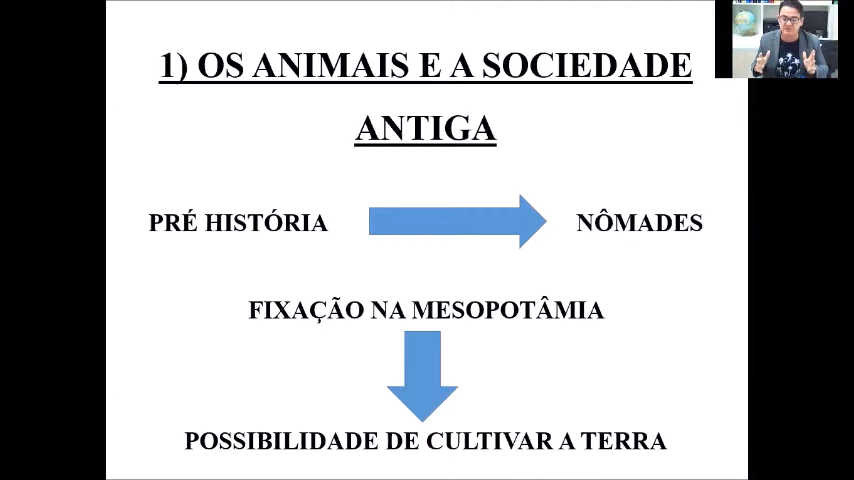 1) OS ANIMAIS E A SOCIEDADE
ANTIGA
PRÉ HISTÓRIA
NÔMADES
FIXAÇÃO NA MESOPOTÂMIA
POSSIBILIDADE DE CULTIVAR A TERRA